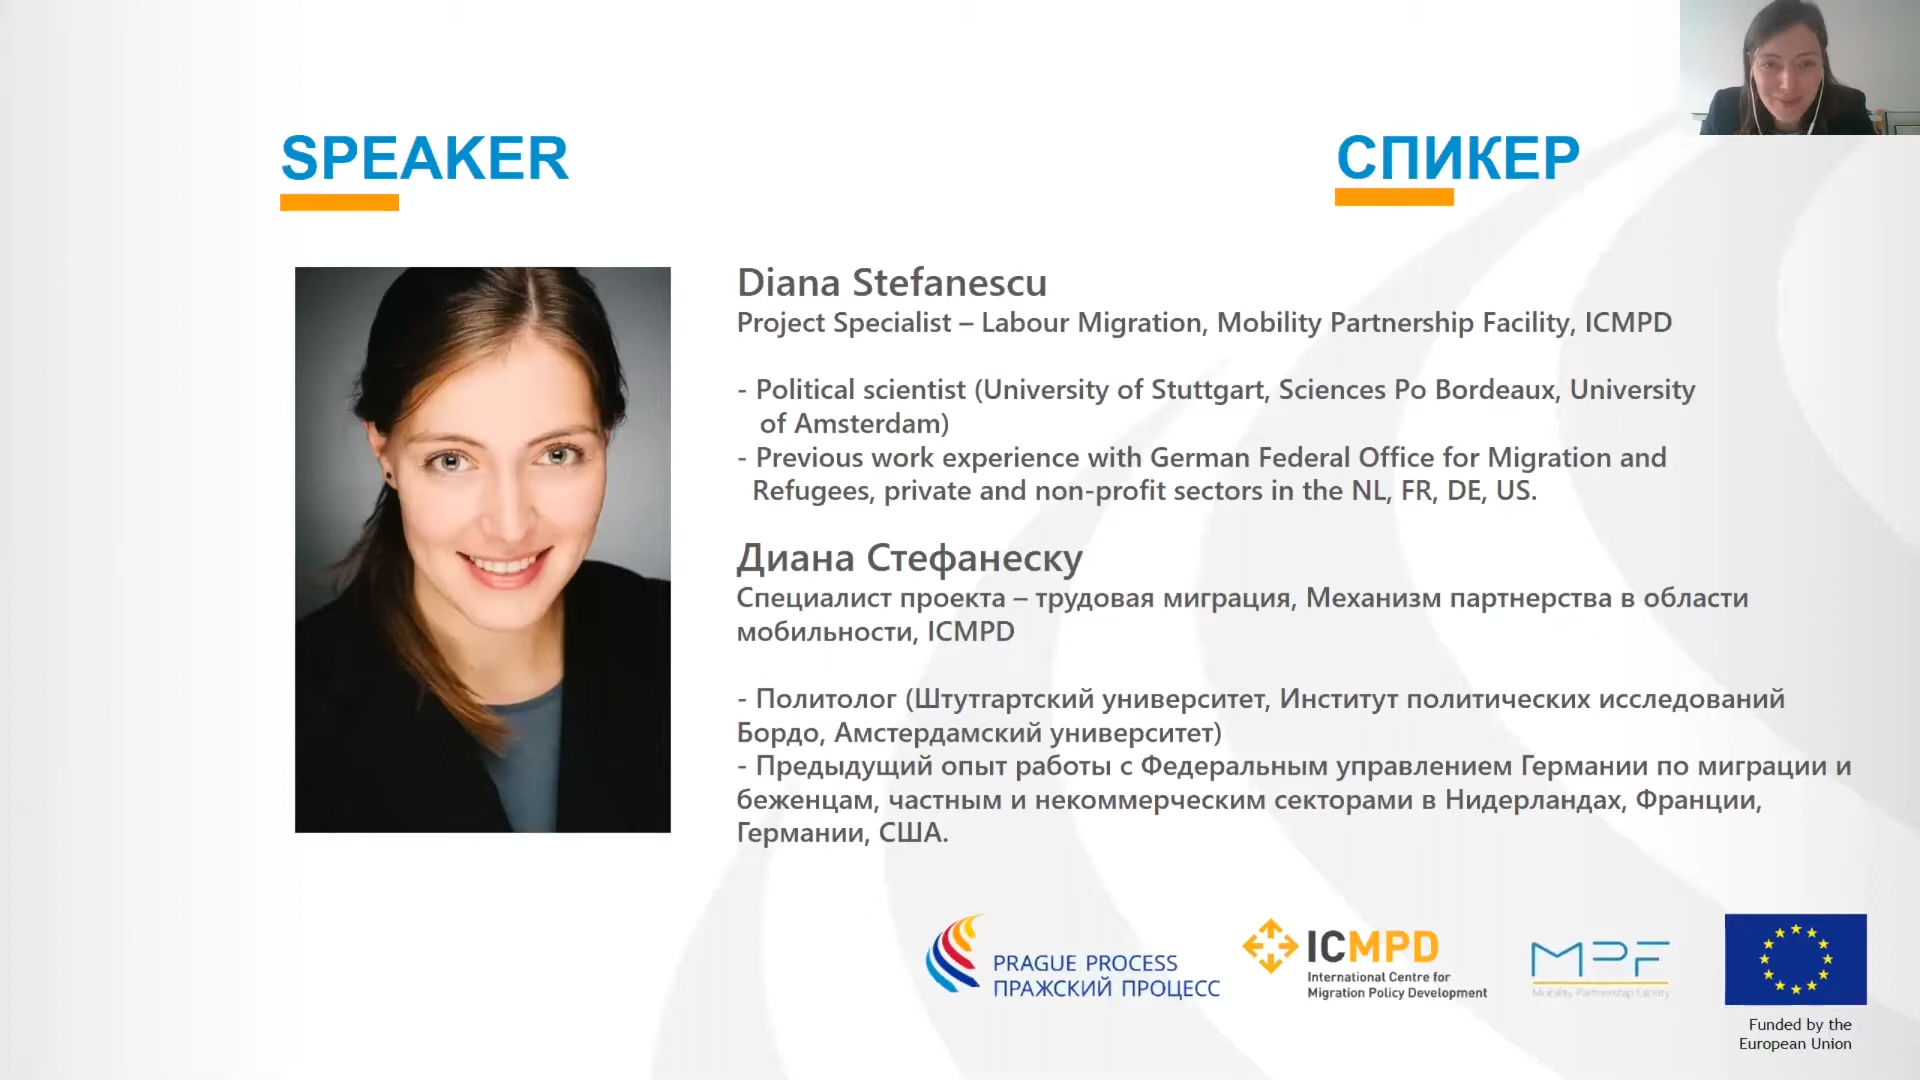 SPEAKER
СПИКЕР
Diana Stefanescu
Project Specialist – Labour Migration, Mobility Partnership Facility, ICMPD
- Political scientist (University of Stuttgart, Sciences Po Bordeaux, University
of Amsterdam)
- Previous work experience with German Federal Office for Migration and
Refugees, private and non-profit sectors in the NL, FR, DE, US.
Диана Стефанеску
Специалист проекта – трудовая миграция, Механизм партнерства в области
мобильности, ICMPD
- Политолог (Штутгартский университет, Институт политических исследований
Бордо, Амстердамский университет)
- Предыдущий опыт работы с Федеральным управлением Германии по миграции и
беженцам, частным и некоммерческим секторами в Нидерландах, Франции,
Германии, США.
PRAGUE PROCESS
ПРАЖСКИЙ ПРОЦЕСС
ICMPD
International Centre for
Migration Policy Development
MPF
Mobility Partnership Facility
Funded by the
European Union